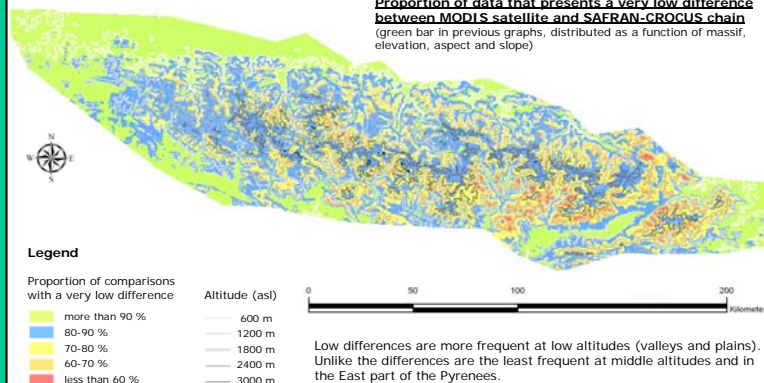 Proportion of data that presents a very low difference
between MODIS satellite and SAFRAN-CROCUS chain
(green bar in previous graphs, distributed as a function of massif,
elevation, aspect and slope)
N
W E
S
Legend
Proportion of comparisons
with a very low difference
more than 90 %
80-90 %
70-80 %
60-70 %
less than 60 %
Altitude (asl)
600 m
1200 m
1800 m
2400 m
3000 m
0 50 100 200
Kilometer
Low differences are more frequent at low altitudes (valleys and plains).
Unlike the differences are the least frequent at middle altitudes and in
the East part of the Pyrenees.